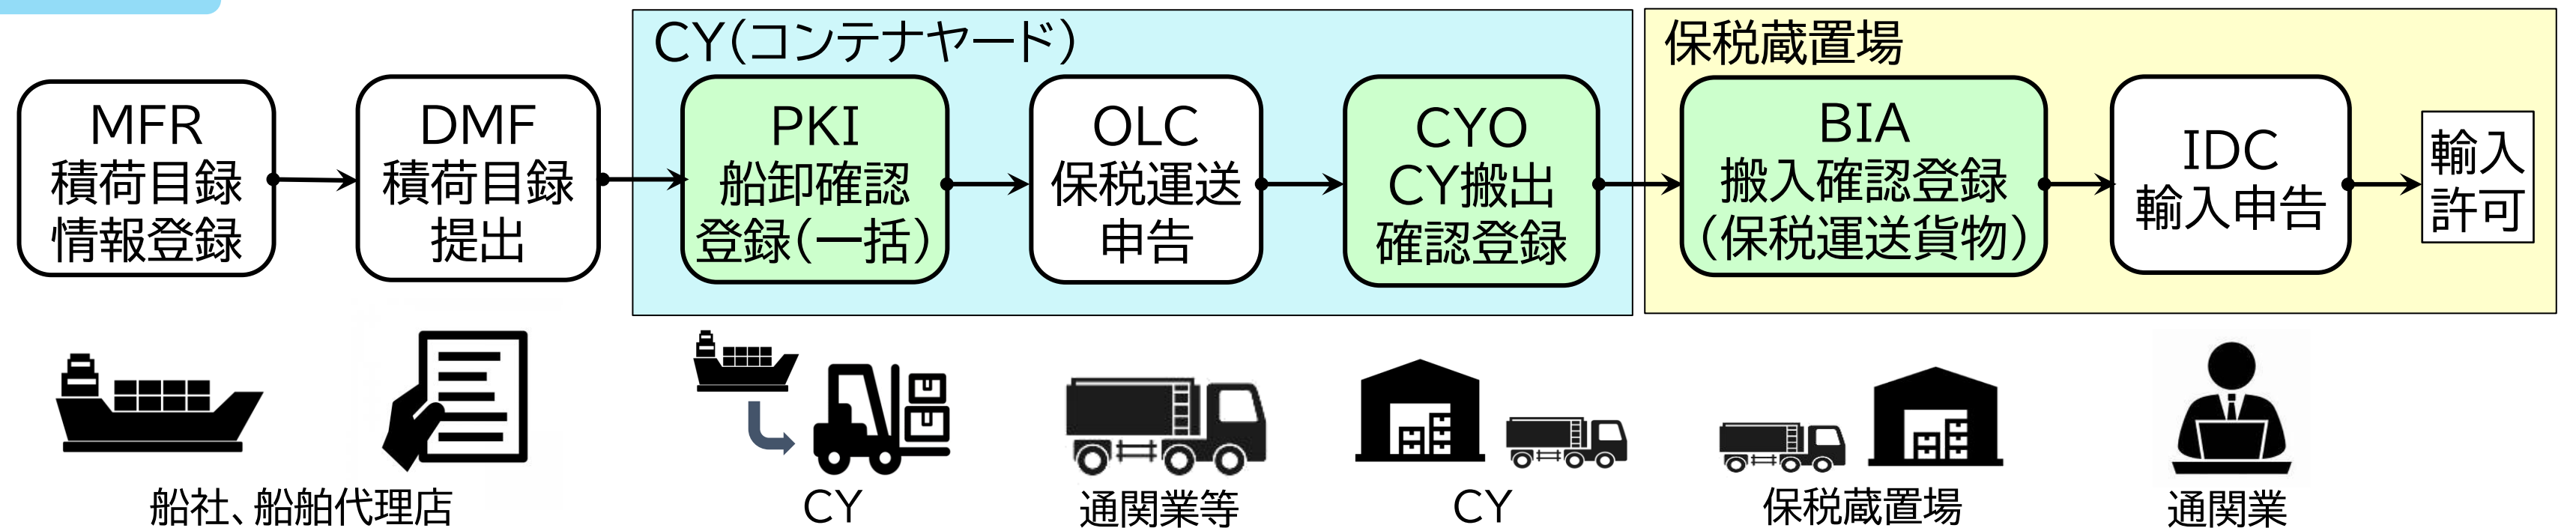 CY(コンテナヤード)
保税蔵置場
MFR
積荷目録
情報登録
DMF
積荷目録
提出
PKI
船卸確認
登録(一括)
OLC
保税運送
申告
CYO
CY搬出
確認登録
BIA
搬入確認登録
(保税運送貨物)
IDC
輸入申告
輸入
許可
船社、船舶代理店
CY
通関業等
CY
保税蔵置場
通関業